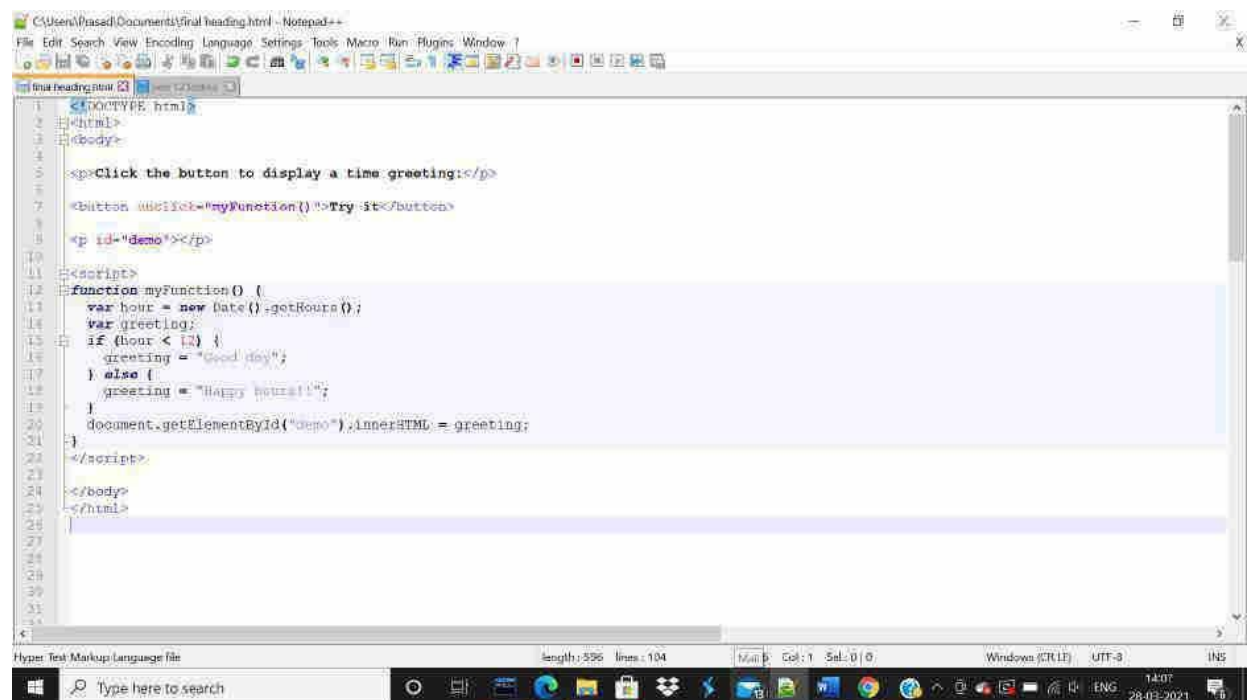 C:\Users\Prasad\Documents\final heading.html - Notepad++
File Edit Search View Encoding Language Settings Tools Macro Run Plugins Window ?
final heading.html
1 <!DOCTYPE html>
2 <html>
3 <body>
4
5 <p>Click the button to display a time greeting:</p>
6
7 <button onclick="myFunction()">Try it</button>
8
9 <p id="demo"></p>
10
11 <script>
12 function myFunction() {
13 var hour = new Date().getHours();
14 var greeting;
15 if (hour < 12) {
16 greeting = "Good day";
17 } else {
18 greeting = "Happy hours!!";
19 }
20 document.getElementById("demo").innerHTML = greeting;
21 }
22 </script>
23
24 </body>
25 </html>
26
27
28
29
30
31
Hyper Text Markup Language file length : 596 lines : 104 Col : 1 Sel : 0 | 0 Windows (CR LF) UTF-8 INS
Type here to search
ENG
14:07
28-03-2021